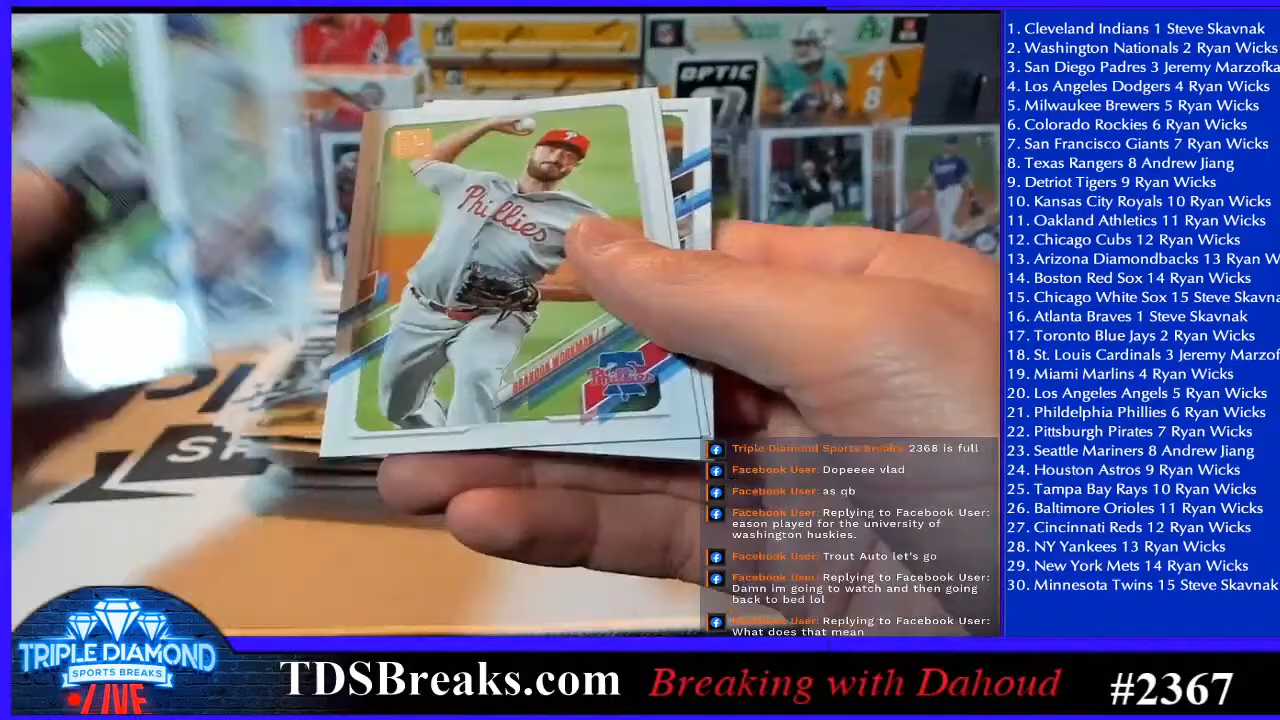 1. Cleveland Indians 1 Steve Skavnak
2. Washington Nationals 2 Ryan Wicks
3. San Diego Padres 3 Jeremy Marzofka
4. Los Angeles Dodgers 4 Ryan Wicks
5. Milwaukee Brewers 5 Ryan Wicks
6. Colorado Rockies 6 Ryan Wicks
7. San Francisco Giants 7 Ryan Wicks
8. Texas Rangers 8 Andrew Jiang
9. Detriot Tigers 9 Ryan Wicks
10. Kansas City Royals 10 Ryan Wicks
11. Oakland Athletics 11 Ryan Wicks
12. Chicago Cubs 12 Ryan Wicks
13. Arizona Diamondbacks 13 Ryan W
14. Boston Red Sox 14 Ryan Wicks
15. Chicago White Sox 15 Steve Skavna
16. Atlanta Braves 1 Steve Skavnak
17. Toronto Blue Jays 2 Ryan Wicks
18. St. Louis Cardinals 3 Jeremy Marzof
19. Miami Marlins 4 Ryan Wicks
20. Los Angeles Angels 5 Ryan Wicks
21. Phildelphia Phillies 6 Ryan Wicks
22. Pittsburgh Pirates 7 Ryan Wicks
23. Seattle Mariners 8 Andrew Jiang
24. Houston Astros 9 Ryan Wicks
25. Tampa Bay Rays 10 Ryan Wicks
26. Baltimore Orioles 11 Ryan Wicks
27. Cincinnati Reds 12 Ryan Wicks
28. NY Yankees 13 Ryan Wicks
29. New York Mets 14 Ryan Wicks
30. Minnesota Twins 15 Steve Skavnak
OPTIC
4
8
Phillies
BRANDON WORKMAN
Phillies
SP
Triple Diamond Sports Breaks: 2368 is full
Facebook User: Dopeeee vlad
Facebook User: as qb
Facebook User: Replying to Facebook User:
eason played for the university of
washington huskies.
Facebook User: Trout Auto let's go
Facebook User: Replying to Facebook User:
Damn im going to watch and then going
back to bed lol
Facebook User: Replying to Facebook User:
What does that mean
TRIPLE DIAMOND
SPORTS BREAKS
LIVE
TDSBreaks.com
Breaking with Dahoud
#2367